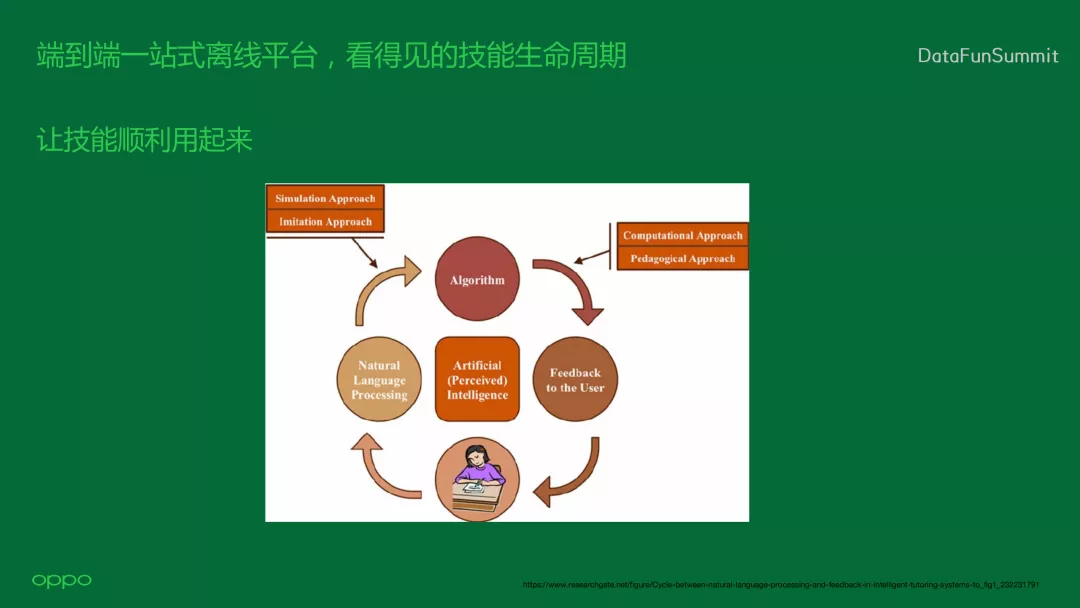 端到端一站式离线平台，看得见的技能生命周期
DataFunSummit
让技能顺利用起来
Simulation Approach
Imitation Approach
Computational Approach
Pedagogical Approach
Algorithm
Natural
Language
Processing
Artificial
(Perceived)
Intelligence
Feedback
to the User
oppo
https://www.researchgate.net/figure/Cycle-between-natural-language-processing-and-feedback-in-intelligent-tutoring-systems-to_fig1_232231791